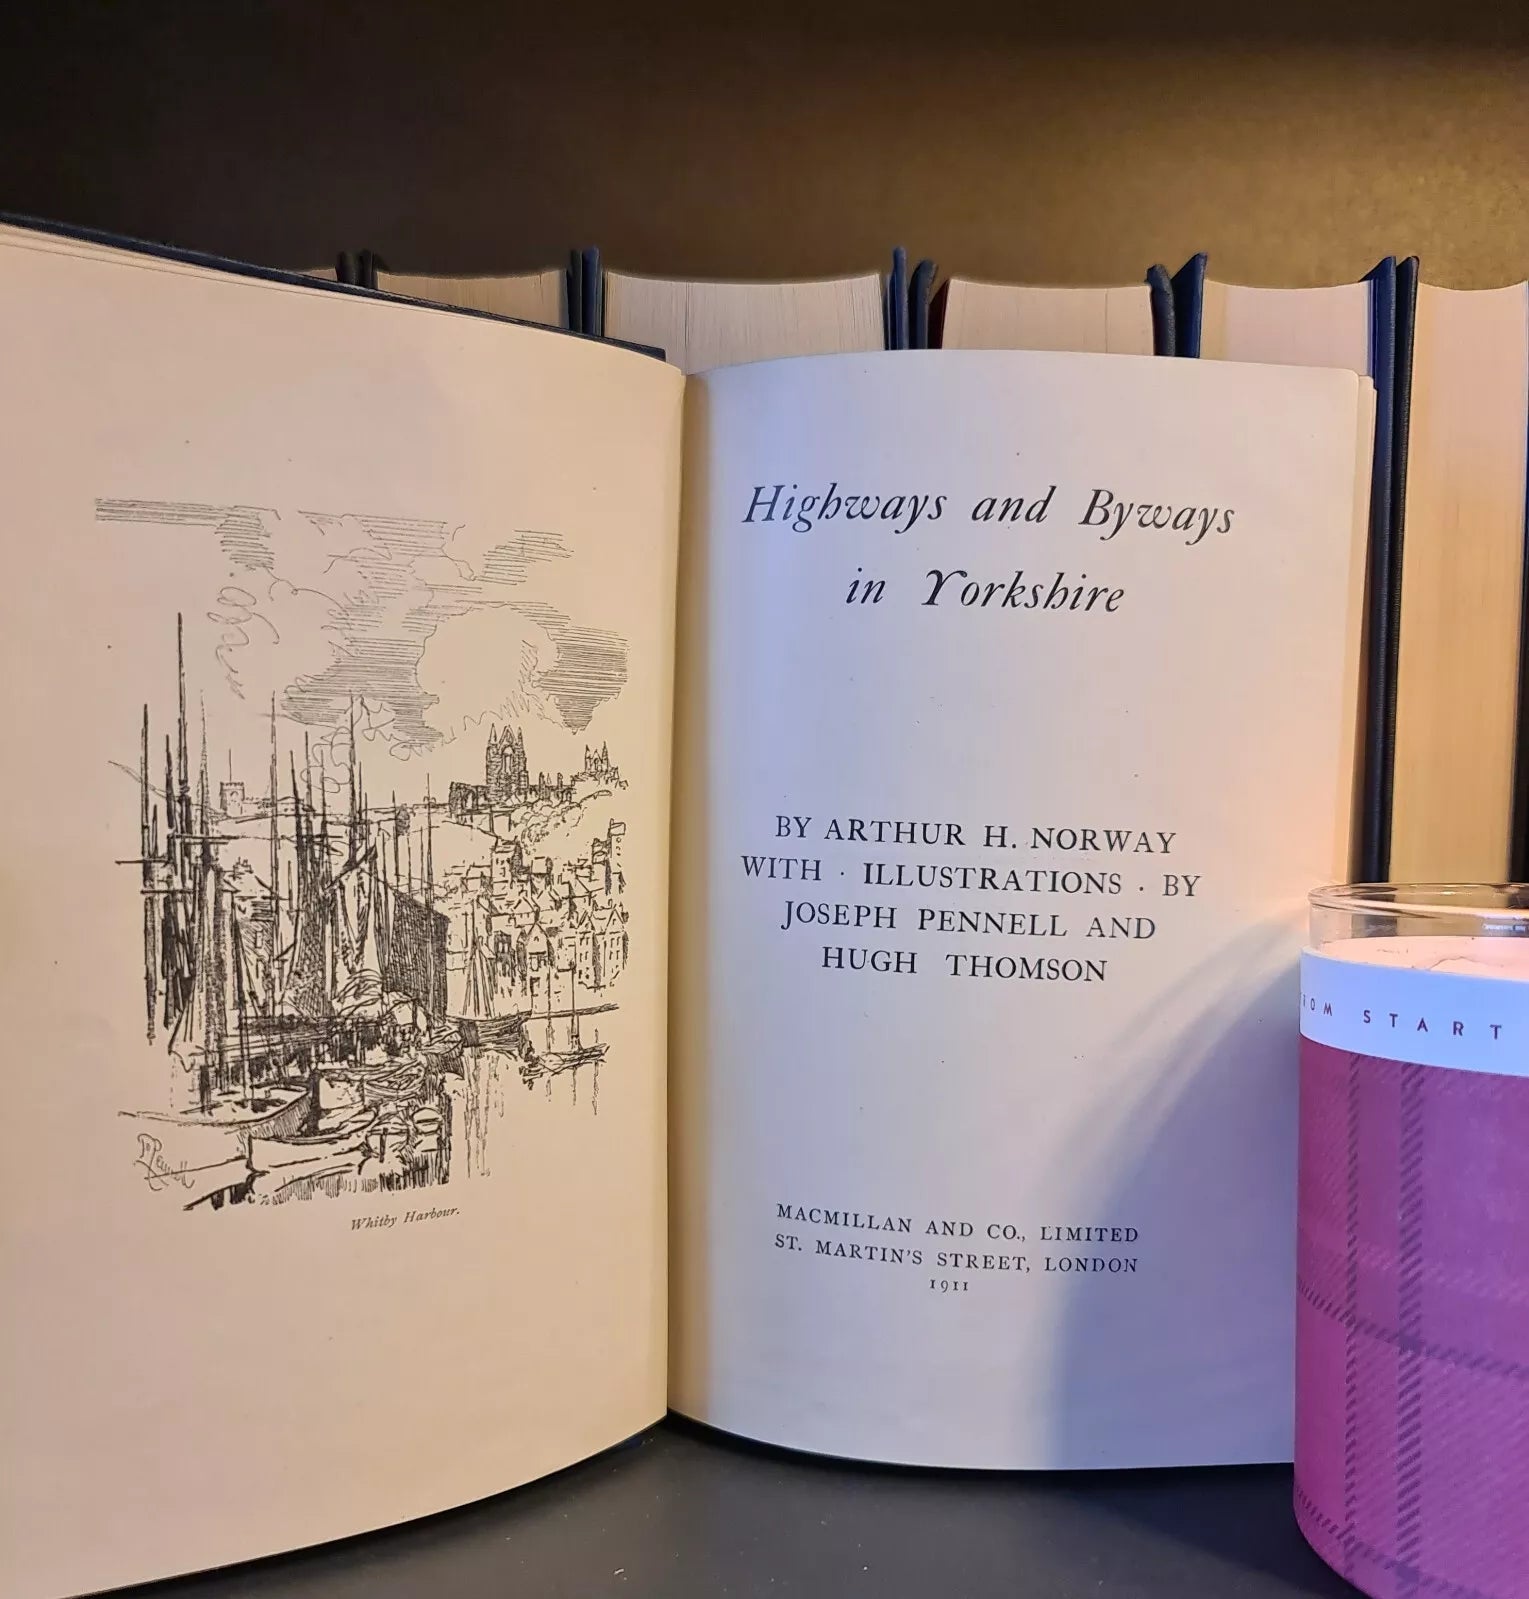 Whitby Harbour.
Highways and Byways
in Yorkshire
BY ARTHUR H. NORWAY
WITH · ILLUSTRATIONS · BY
JOSEPH PENNELL AND
HUGH THOMSON
MACMILLAN AND CO., LIMITED
ST. MARTIN'S STREET, LONDON
1911
START